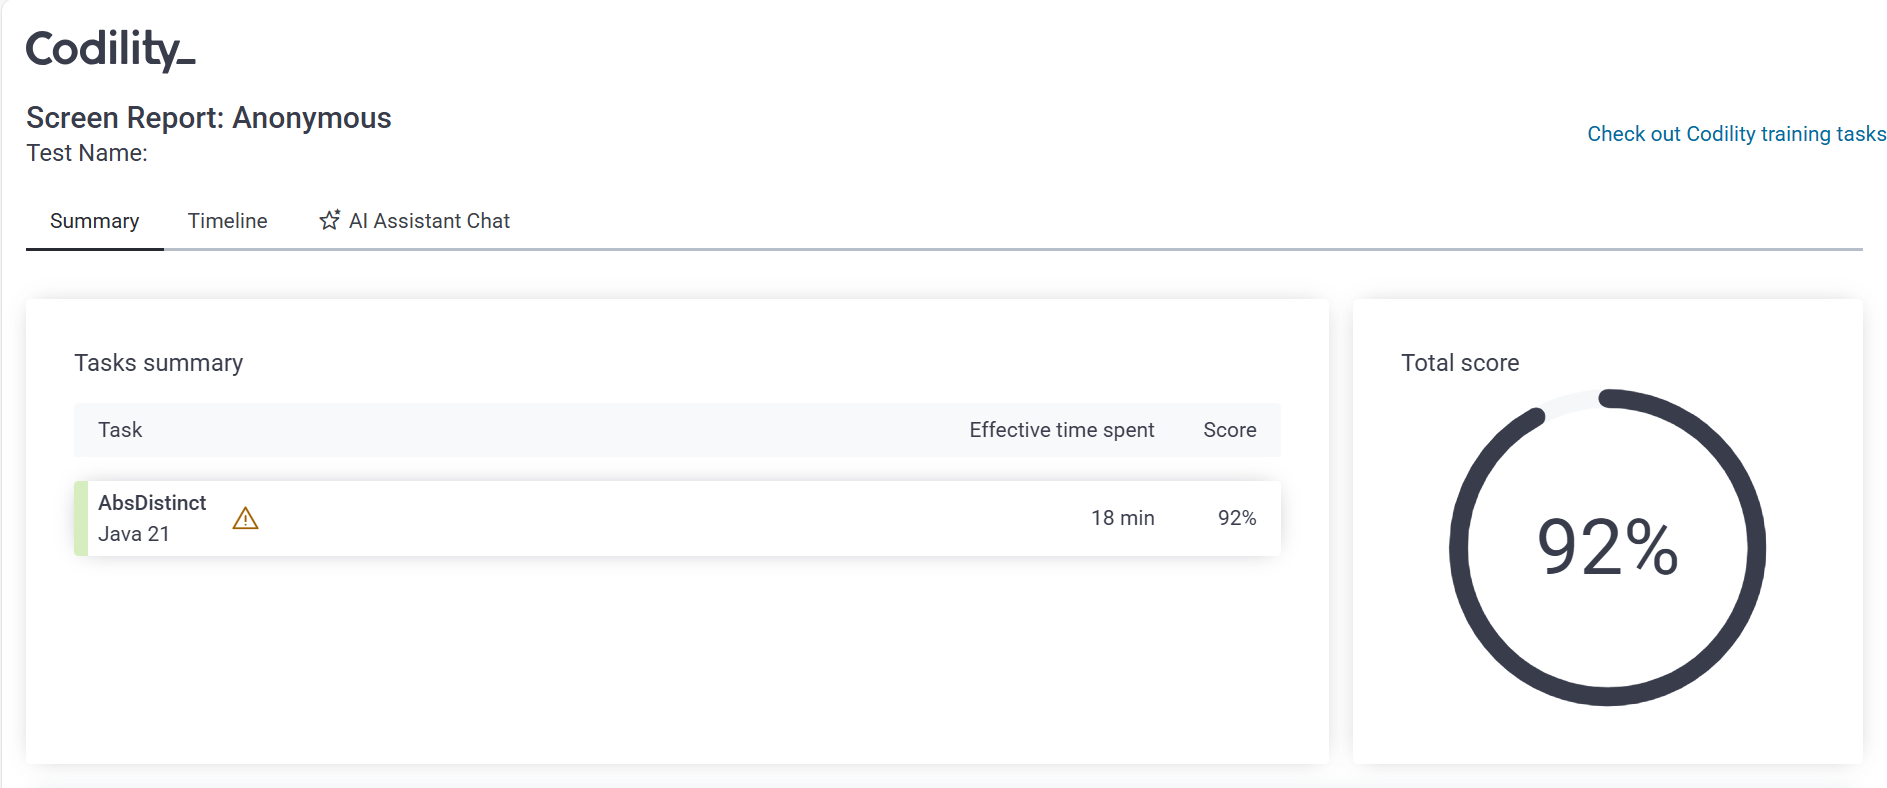 Codility_
Screen Report: Anonymous
Test Name:
Check out Codility training tasks
Summary
Timeline
AI Assistant Chat
Tasks summary
Task
Effective time spent
Score
AbsDistinct
Java 21
18 min
92%
Total score
92%